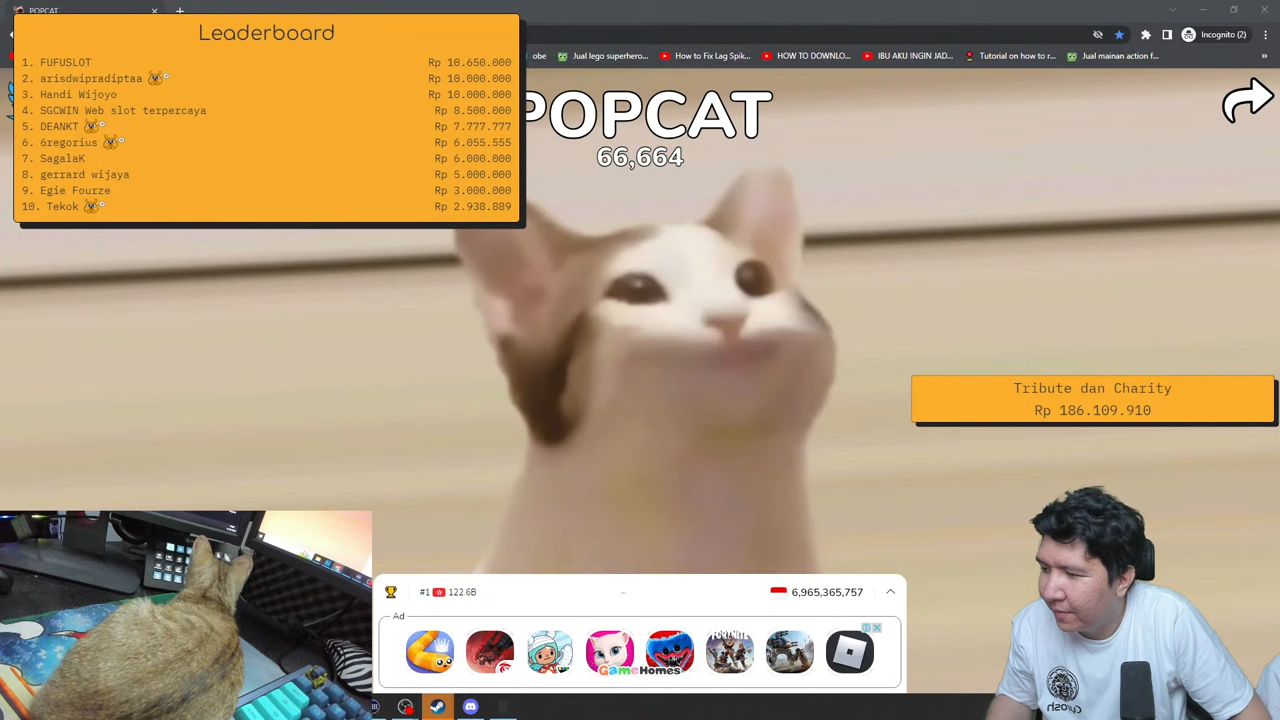 POPCAT
Incognito (2)
obe
Jual lego superhero...
How to Fix Lag Spik...
HOW TO DOWNLO...
IBU AKU INGIN JAD...
Tutorial on how to r...
Jual mainan action f...
Leaderboard
1. FUFUSLOT Rp 10.650.000
2. arisdwipradiptaa Rp 10.000.000
3. Handi Wijoyo Rp 10.000.000
4. SGCWIN Web slot terpercaya Rp 8.500.000
5. DEANKT Rp 7.777.777
6. 6regorius Rp 6.055.555
7. SagalaK Rp 6.000.000
8. gerrard wijaya Rp 5.000.000
9. Egie Fourze Rp 3.000.000
10. Tekok Rp 2.938.889
POPCAT
66,664
Tribute dan Charity
Rp 186.109.910
#1 122.6B ... 6,965,365,757
Ad
FORTNITE
GameHomes